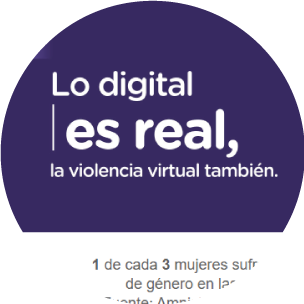 Lo digital
es real,
la violencia virtual también.
1 de cada 3 mujeres
de género en